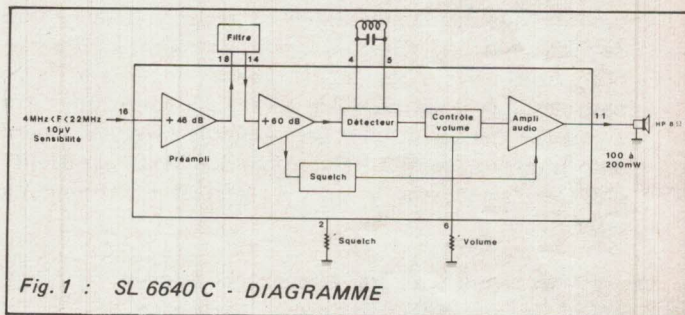 Filtre
18
14
4
5
4MHz<F<22MHz
10µV
Sensibilité
16
+ 46 dB
Préampli
+ 60 dB
Détecteur
Contrôle
volume
Ampli
audio
11
HP 8Ω
100 à
200mW
Squelch
2
Squelch
6
Volume
Fig. 1 : SL 6640 C - DIAGRAMME